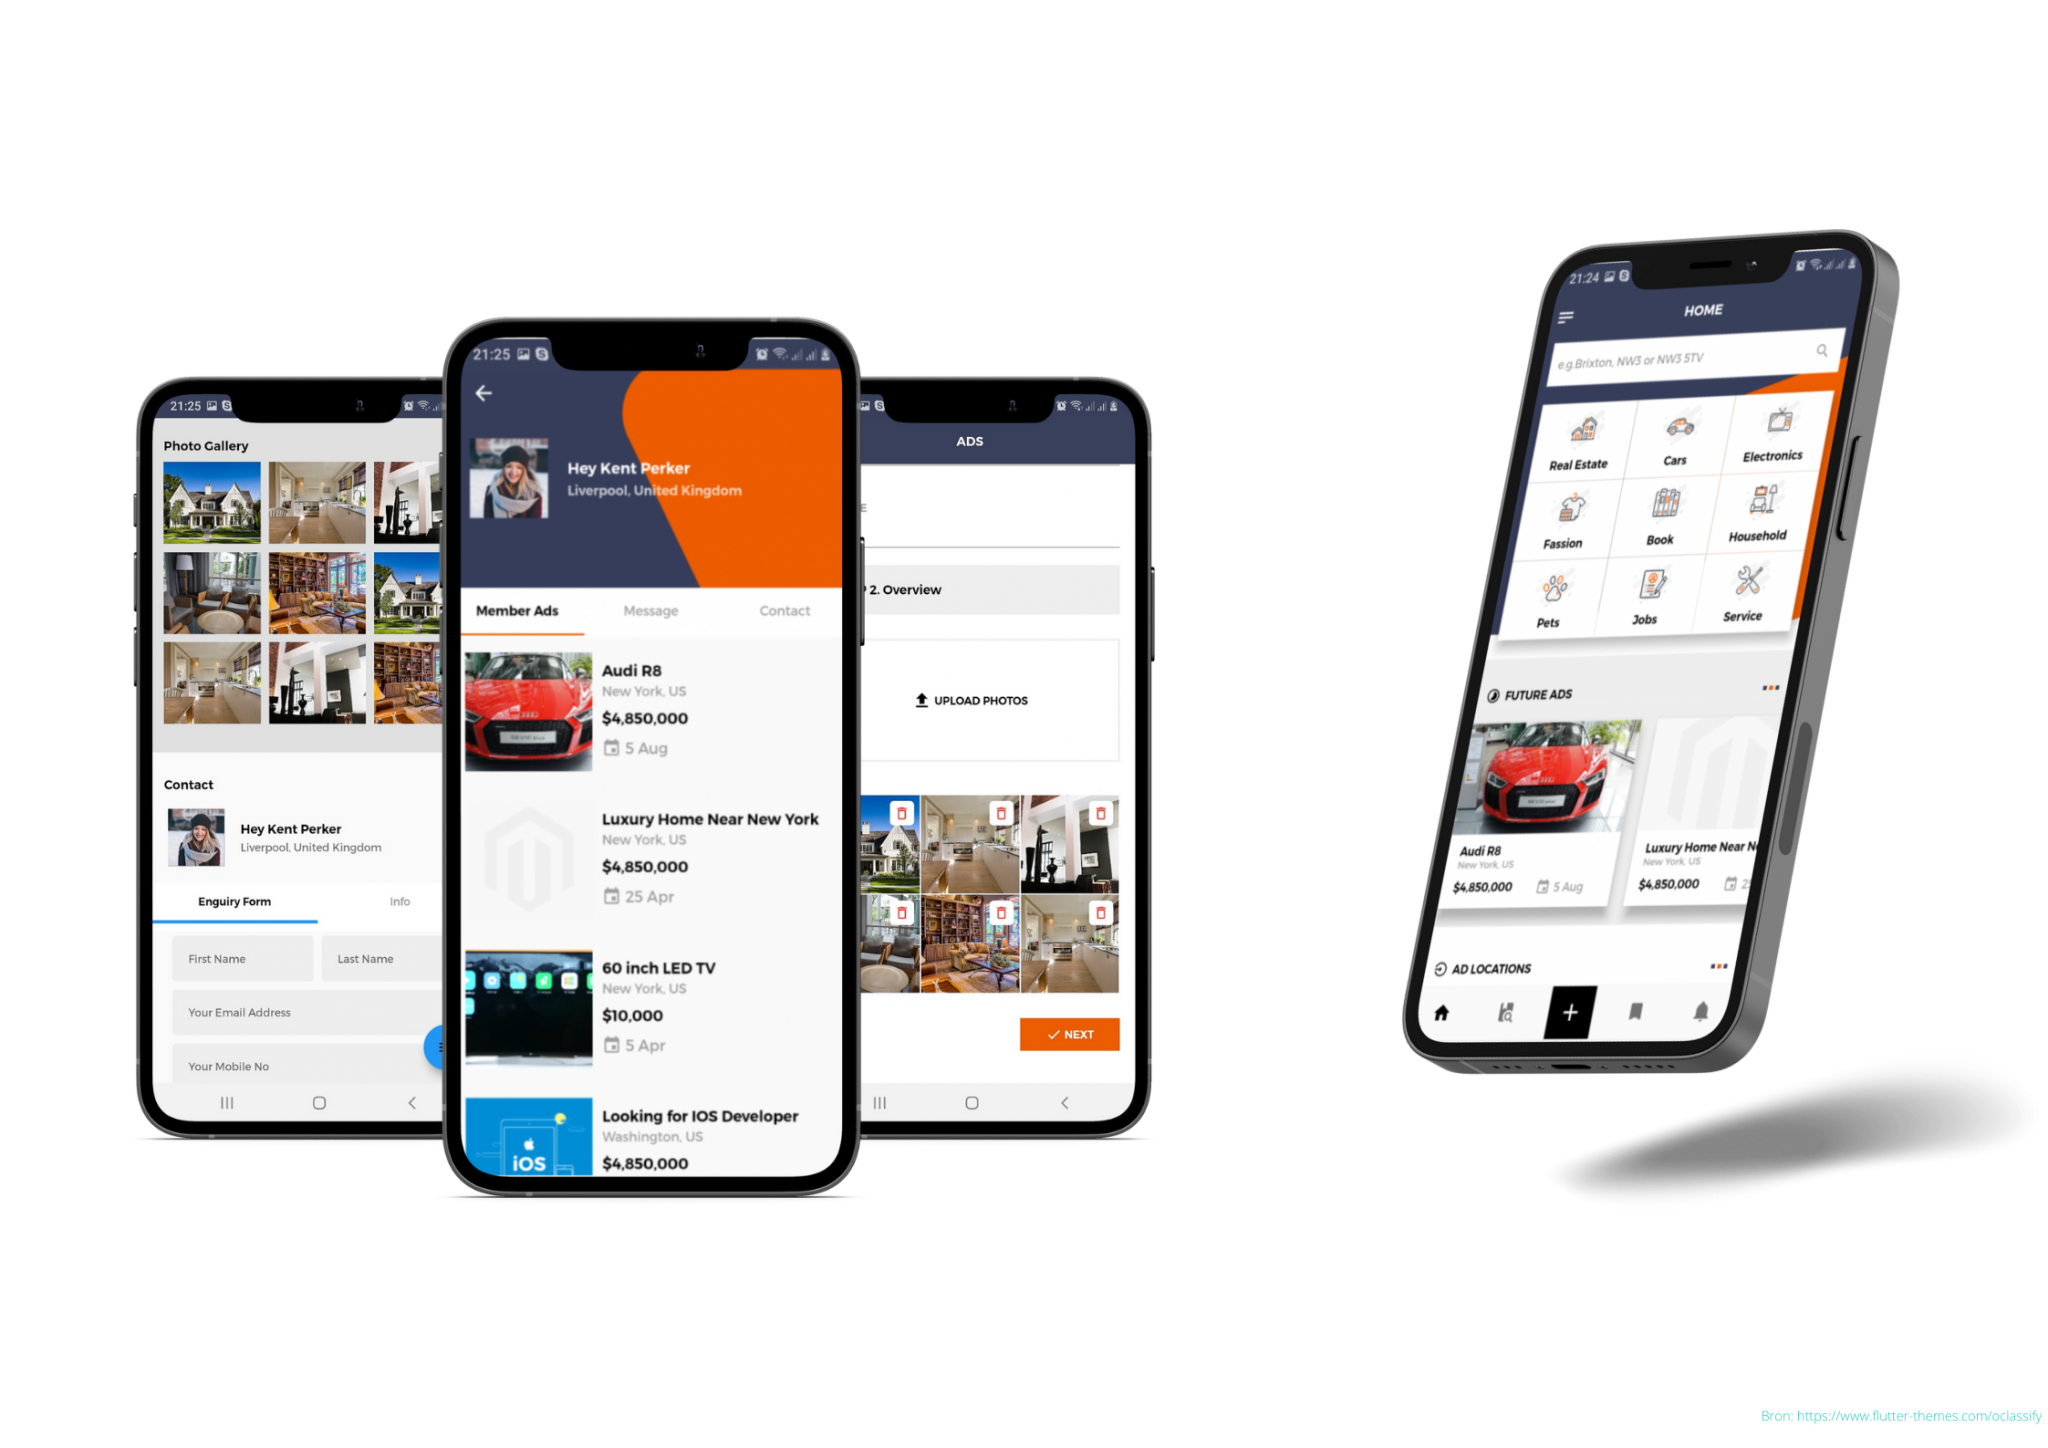 21:25
Photo Gallery
Contact
Hey Kent Perker
Liverpool, United Kingdom
Enguiry Form
Info
First Name
Last Name
Your Email Address
Your Mobile No
21:25
Hey Kent Perker
Liverpool, United Kingdom
Member Ads
Message
Contact
Audi R8
New York, US
$4,850,000
5 Aug
Luxury Home Near New York
New York, US
$4,850,000
25 Apr
60 inch LED TV
New York, US
$10,000
5 Apr
iOS
Looking for IOS Developer
Washington, US
$4,850,000
ADS
2. Overview
UPLOAD PHOTOS
NEXT
21:24
HOME
e.g.Brixton, NW3 or NW3 5TV
Real Estate
Cars
Electronics
Fassion
Book
Household
Pets
Jobs
Service
FUTURE ADS
Audi R8
New York, US
$4,850,000
5 Aug
Luxury Home Near
New York, US
$4,850,000
AD LOCATIONS
Bron: https://www.flutter-themes.com/oclassify